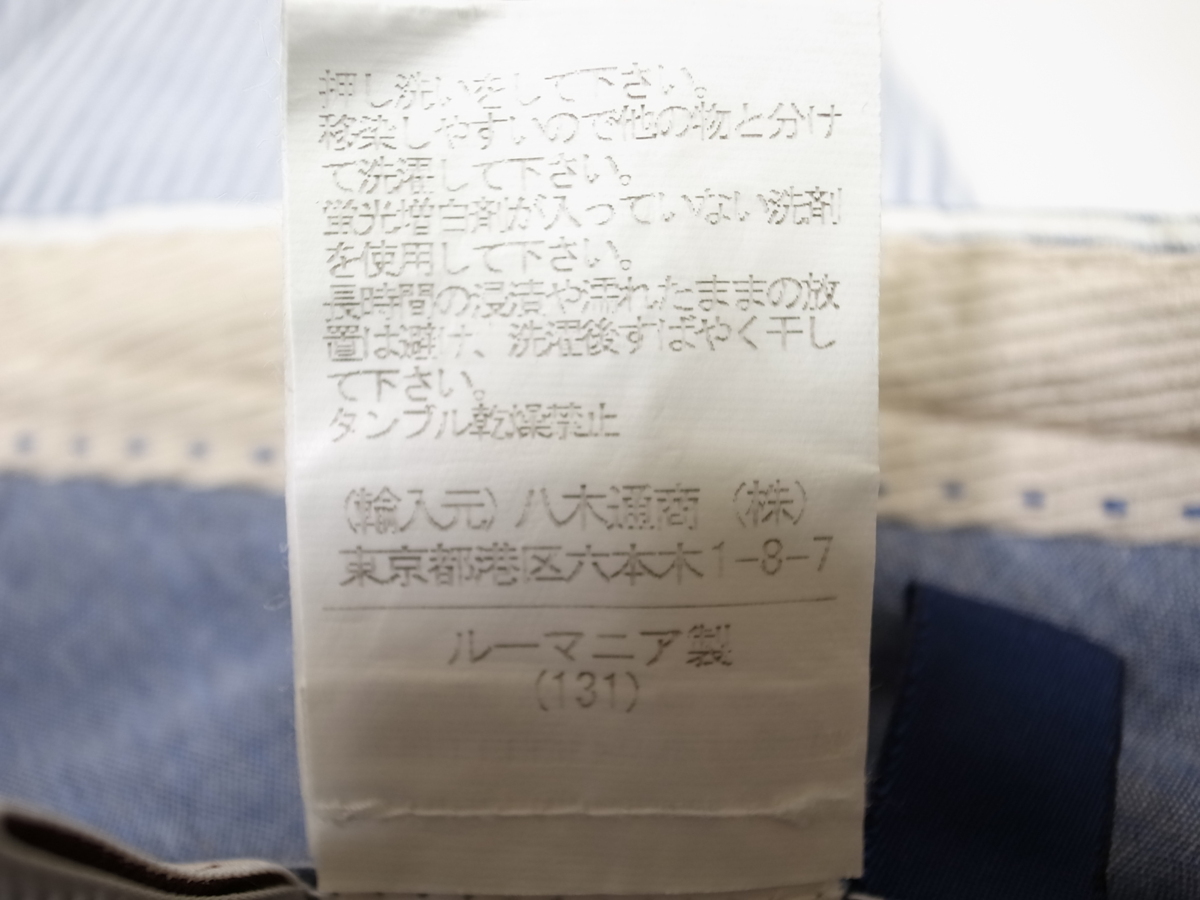 押し洗いをして下さい。
移染しやすいので他の物と分け
て洗濯して下さい。
蛍光増白剤が入っていない洗剤
を使用して下さい。
長時間の浸漬や濡れたままの放
置は避け、洗濯後すばやく干し
て下さい。
タンブル乾燥禁止
(輸入元) 八木通商 (株)
東京都港区六本木1-8-7
ルーマニア製
(131)